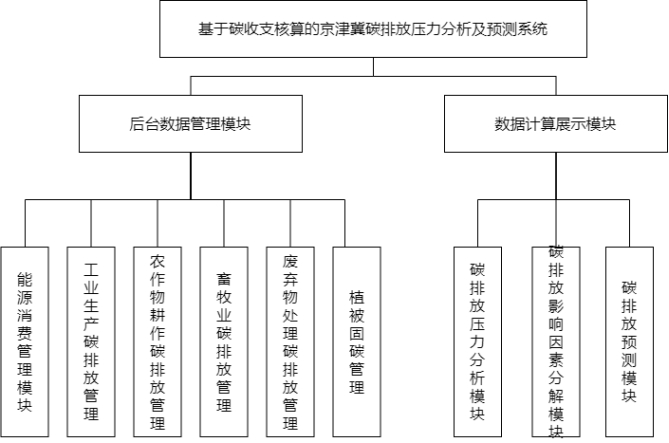 基于碳收支核算的京津冀碳排放压力分析及预测系统
后台数据管理模块
数据计算展示模块
能源消费管理模块
工业生产碳排放管理
农作物耕作碳排放管理
畜牧业碳排放管理
废弃物处理碳排放管理
植被固碳管理
碳排放压力分析模块
碳排放影响因素分解模块
碳排放预测模块